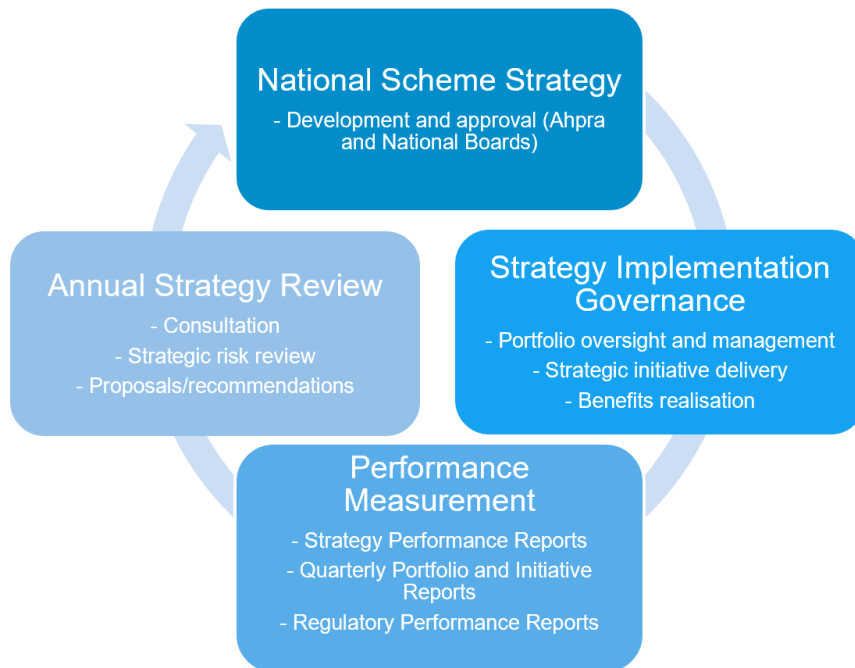 National Scheme Strategy
- Development and approval (Ahpra
and National Boards)
Strategy Implementation
Governance
- Portfolio oversight and management
- Strategic initiative delivery
- Benefits realisation
Performance
Measurement
- Strategy Performance Reports
- Quarterly Portfolio and Initiative
Reports
- Regulatory Performance Reports
Annual Strategy Review
- Consultation
- Strategic risk review
- Proposals/recommendations